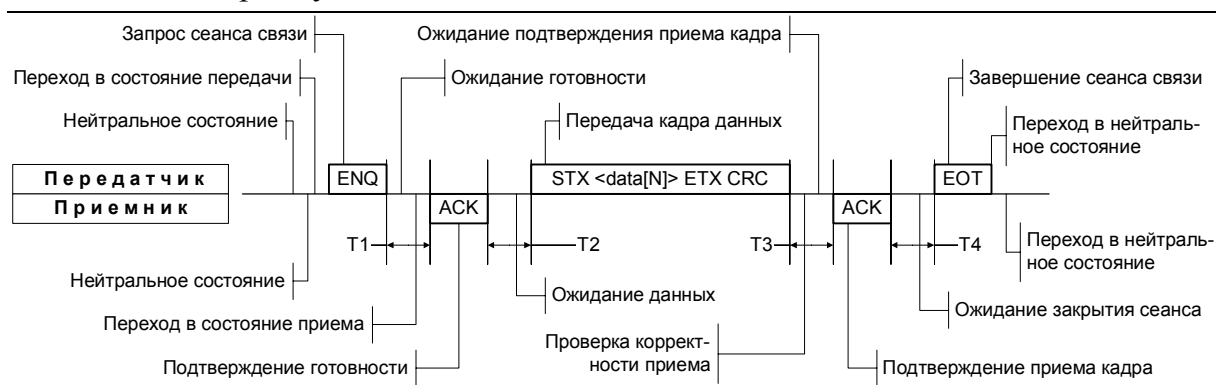 Запрос сеанса связи
Ожидание подтверждения приема кадра
Переход в состояние передачи
Ожидание готовности
Завершение сеанса связи
Нейтральное состояние
Передача кадра данных
Переход в нейтраль-
ное состояние
Передатчик
ENQ
STX <data[N]> ETX CRC
EOT
Приемник
ACK
ACK
T1
T2
T3
T4
Переход в нейтраль-
ное состояние
Нейтральное состояние
Ожидание данных
Ожидание закрытия сеанса
Переход в состояние приема
Проверка коррект-
ности приема
Подтверждение готовности
Подтверждение приема кадра